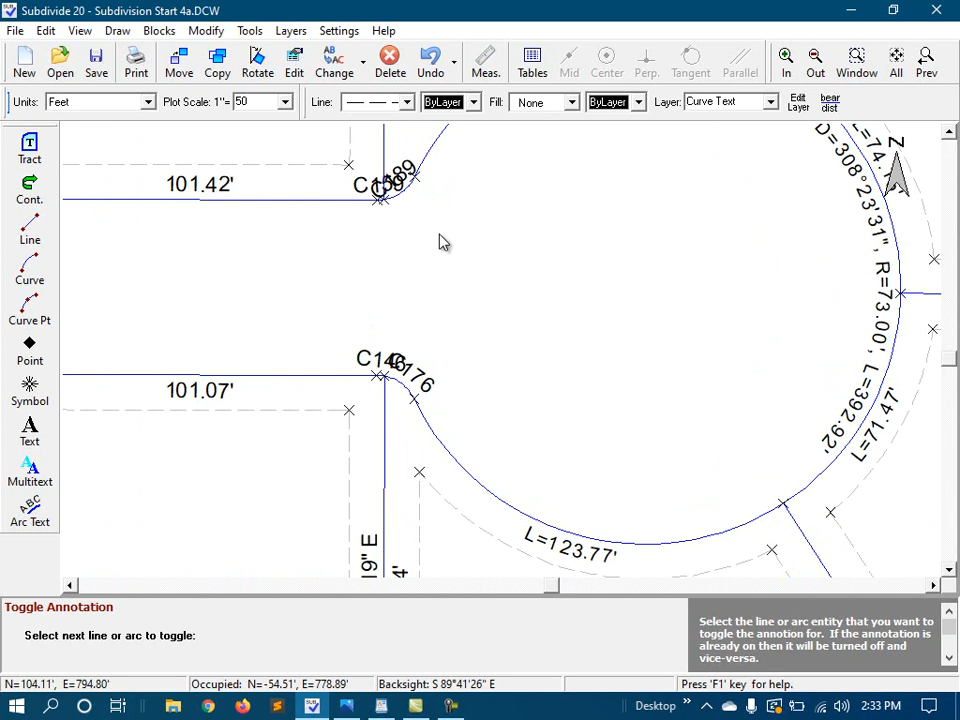 Subdivide 20 - Subdivision Start 4a.DCW
File Edit View Draw Blocks Modify Tools Layers Settings Help
New Open Save Print Move Copy Rotate Edit Change Delete Undo Meas. Tables Mid Center Perp. Tangent Parallel In Out Window All Prev
Units: Feet Plot Scale: 1"= 50 Line: ByLayer Fill: None ByLayer Layer: Curve Text Edit Layer bear dist
Tract
Cont.
Line
Curve
Curve Pt
Point
Symbol
Text
Multitext
Arc Text
101.42'
D=308°23'31", R=73.00', L=392.92'
Z
C146
C176
101.07'
L=71.47'
L=123.77'
19" E
4'
Toggle Annotation
Select next line or arc to toggle:
Select the line or arc entity that you want to
toggle the annotion for. If the annotation is
already on then it will be turned off and
vice-versa.
N=104.11', E=794.80' Occupied: N=-54.51', E=778.89' Backsight: S 89°41'26" E Press 'F1' key for help.
Desktop » 2:33 PM